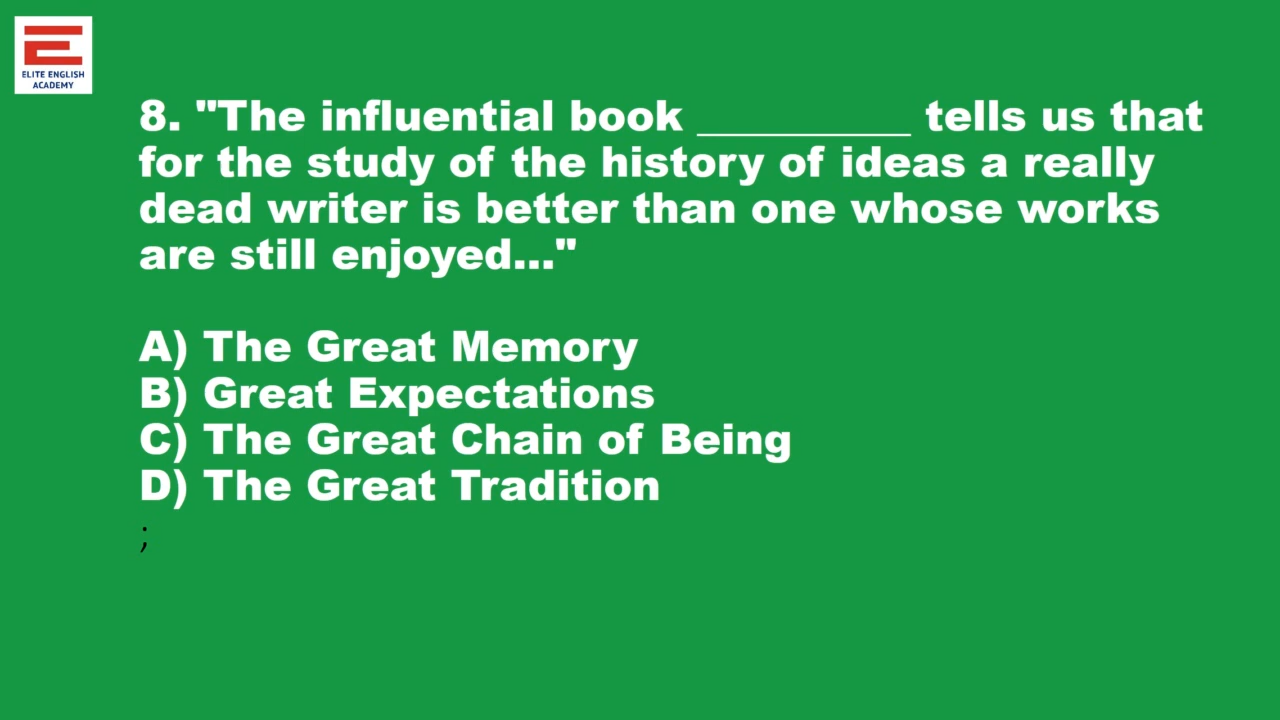 ELITE ENGLISH
ACADEMY
8. "The influential book __________ tells us that
for the study of the history of ideas a really
dead writer is better than one whose works
are still enjoyed..."
A) The Great Memory
B) Great Expectations
C) The Great Chain of Being
D) The Great Tradition
;